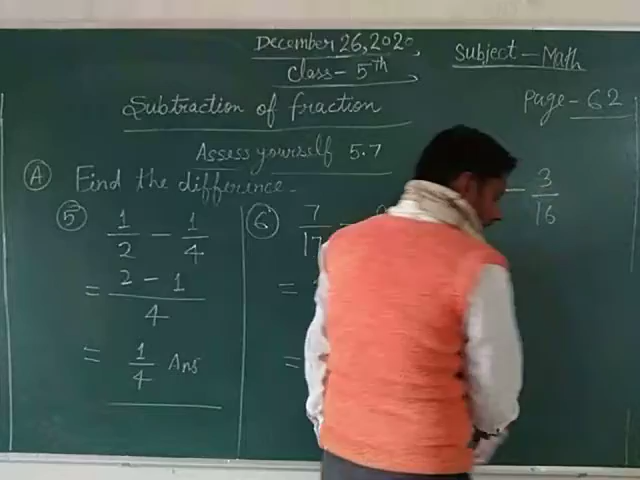 December 26, 2020,
Subject - Math
Class - 5th
Page - 62
Subtraction of fraction
Assess yourself 5.7
A Find the difference.
5 1/2 - 1/4
= 2 - 1 / 4
= 1/4 Ans
6 7/17 -
=
=
- 3/16